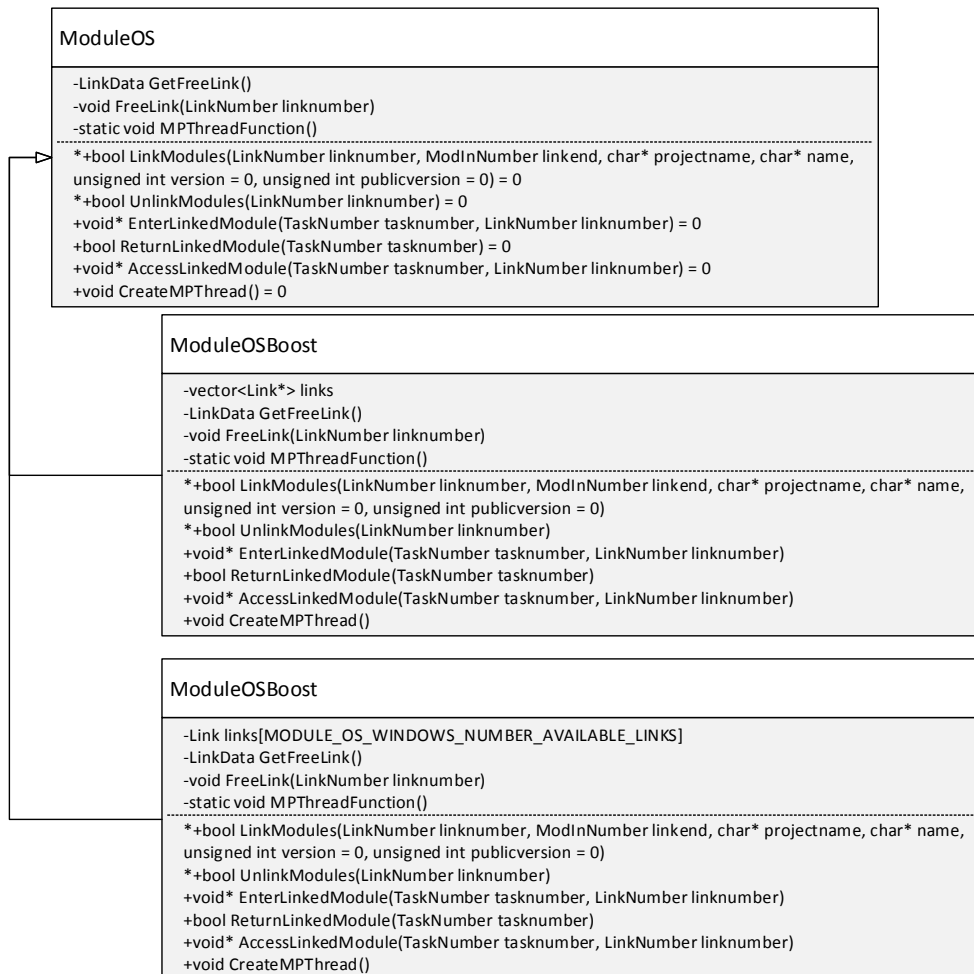 ModuleOS
-LinkData GetFreeLink()
-void FreeLink(LinkNumber linknumber)
-static void MPThreadFunction()
*+bool LinkModules(LinkNumber linknumber, ModInNumber linkend, char* projectname, char* name,
unsigned int version = 0, unsigned int publicversion = 0) = 0
*+bool UnlinkModules(LinkNumber linknumber) = 0
+void* EnterLinkedModule(TaskNumber tasknumber, LinkNumber linknumber) = 0
+bool ReturnLinkedModule(TaskNumber tasknumber) = 0
+void* AccessLinkedModule(TaskNumber tasknumber, LinkNumber linknumber) = 0
+void CreateMPThread() = 0
ModuleOSBoost
-vector<Link*> links
-LinkData GetFreeLink()
-void FreeLink(LinkNumber linknumber)
-static void MPThreadFunction()
*+bool LinkModules(LinkNumber linknumber, ModInNumber linkend, char* projectname, char* name,
unsigned int version = 0, unsigned int publicversion = 0)
*+bool UnlinkModules(LinkNumber linknumber)
+void* EnterLinkedModule(TaskNumber tasknumber, LinkNumber linknumber)
+bool ReturnLinkedModule(TaskNumber tasknumber)
+void* AccessLinkedModule(TaskNumber tasknumber, LinkNumber linknumber)
+void CreateMPThread()
ModuleOSBoost
-Link links[MODULE_OS_WINDOWS_NUMBER_AVAILABLE_LINKS]
-LinkData GetFreeLink()
-void FreeLink(LinkNumber linknumber)
-static void MPThreadFunction()
*+bool LinkModules(LinkNumber linknumber, ModInNumber linkend, char* projectname, char* name,
unsigned int version = 0, unsigned int publicversion = 0)
*+bool UnlinkModules(LinkNumber linknumber)
+void* EnterLinkedModule(TaskNumber tasknumber, LinkNumber linknumber)
+bool ReturnLinkedModule(TaskNumber tasknumber)
+void* AccessLinkedModule(TaskNumber tasknumber, LinkNumber linknumber)
+void CreateMPThread()